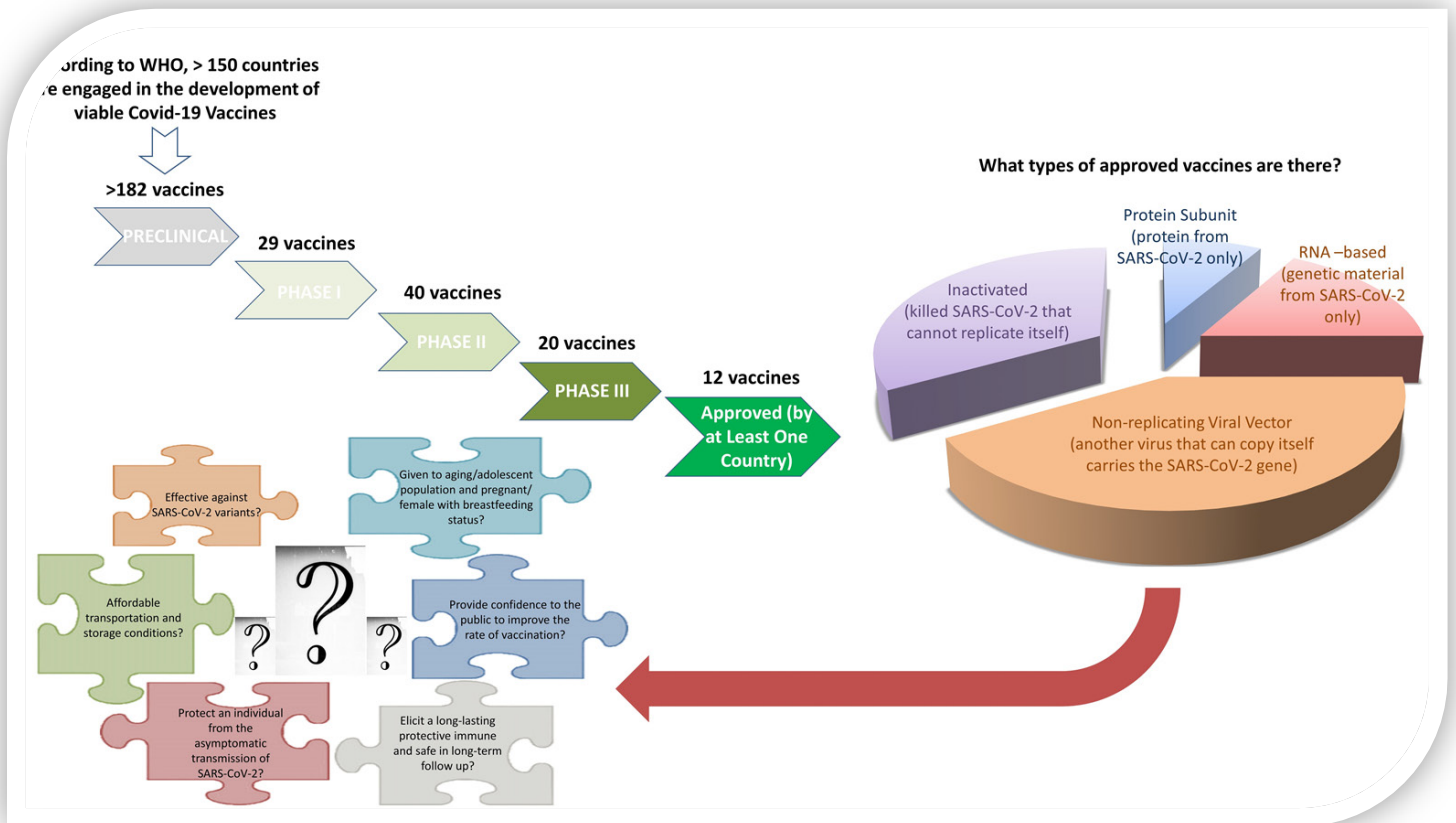 ording to WHO, > 150 countries
e engaged in the development of
viable Covid-19 Vaccines
>182 vaccines
PRECLINICAL
29 vaccines
PHASE I
40 vaccines
PHASE II
20 vaccines
PHASE III
12 vaccines
Approved (by
at Least One
Country)
What types of approved vaccines are there?
Protein Subunit
(protein from
SARS-CoV-2 only)
RNA –based
(genetic material
from SARS-CoV-2
only)
Inactivated
(killed SARS-CoV-2 that
cannot replicate itself)
Non-replicating Viral Vector
(another virus that can copy itself
carries the SARS-CoV-2 gene)
Effective against
SARS-CoV-2 variants?
Given to aging/adolescent
population and pregnant/
female with breastfeeding
status?
Affordable
transportation and
storage conditions?
?
?
?
Provide confidence to the
public to improve the
rate of vaccination?
Protect an individual
from the
asymptomatic
transmission of
SARS-CoV-2?
Elicit a long-lasting
protective immune
and safe in long-term
follow up?